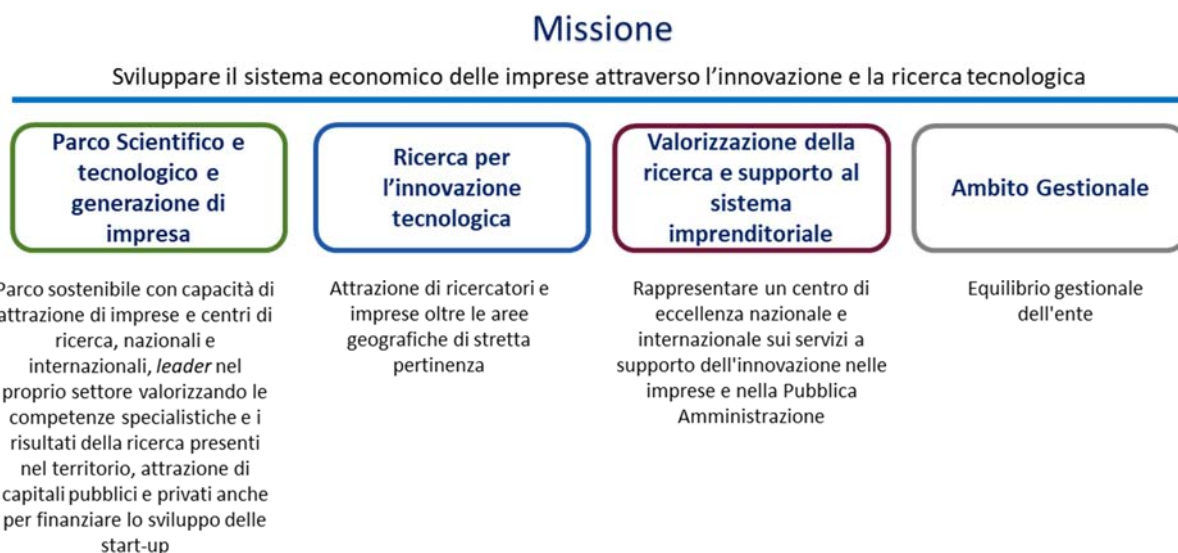 Missione
Sviluppare il sistema economico delle imprese attraverso l'innovazione e la ricerca tecnologica
Parco Scientifico e
tecnologico e
generazione di
impresa
Parco sostenibile con capacità di
attrazione di imprese e centri di
ricerca, nazionali e
internazionali, leader nel
proprio settore valorizzando le
competenze specialistiche e i
risultati della ricerca presenti
nel territorio, attrazione di
capitali pubblici e privati anche
per finanziare lo sviluppo delle
start-up
Ricerca per
l'innovazione
tecnologica
Attrazione di ricercatori e
imprese oltre le aree
geografiche di stretta
pertinenza
Valorizzazione della
ricerca e supporto al
sistema
imprenditoriale
Rappresentare un centro di
eccellenza nazionale e
internazionale sui servizi a
supporto dell'innovazione nelle
imprese e nella Pubblica
Amministrazione
Ambito Gestionale
Equilibrio gestionale
dell'ente